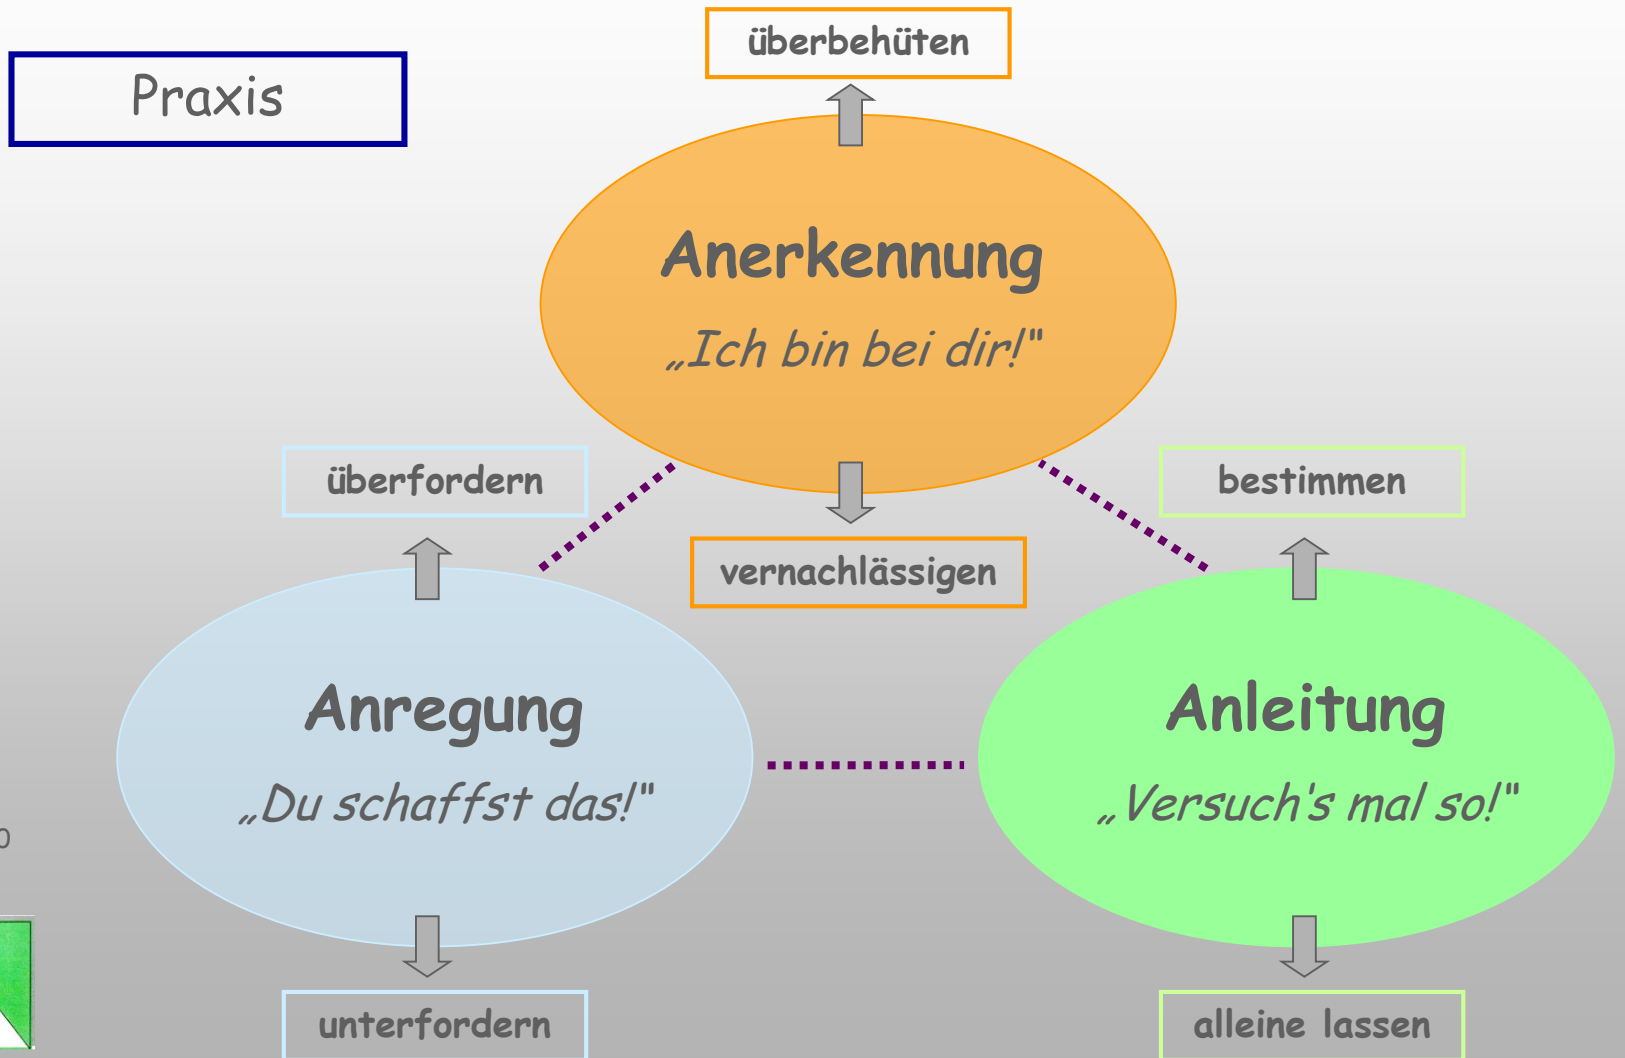 überbehüten
Praxis
Anerkennung
„Ich bin bei dir!"
überfordern
bestimmen
vernachlässigen
Anregung
„Du schaffst das!"
Anleitung
„Versuch's mal so!"
0
unterfordern
alleine lassen